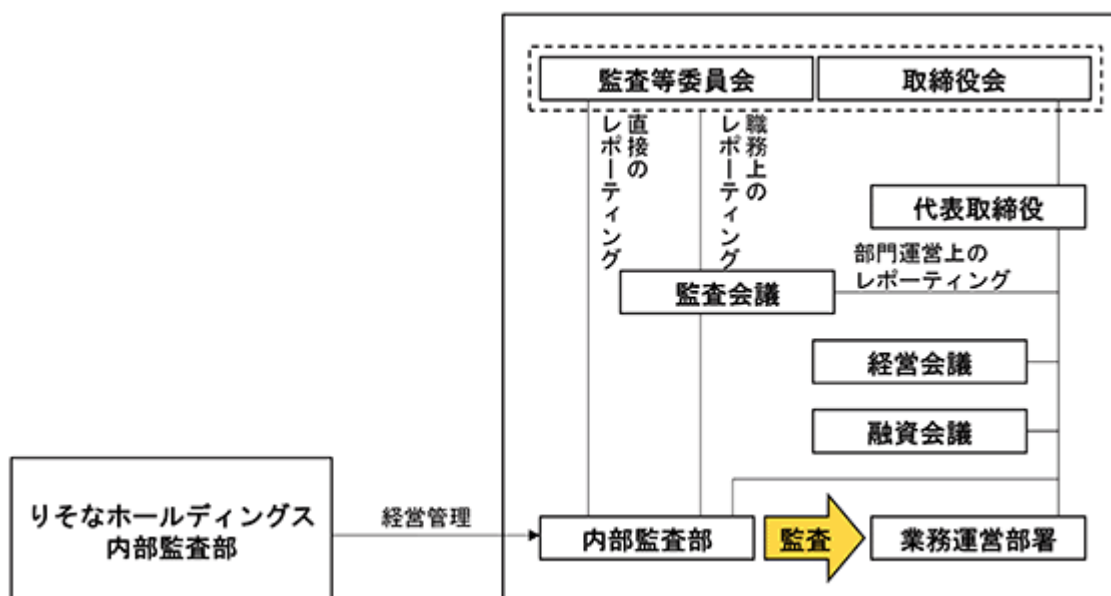 監査等委員会
取締役会
直接の
レポーティング
職務上の
レポーティング
代表取締役
部門運営上の
レポーティング
監査会議
経営会議
融資会議
りそなホールディングス
内部監査部
経営管理
内部監査部
監査
業務運営部署